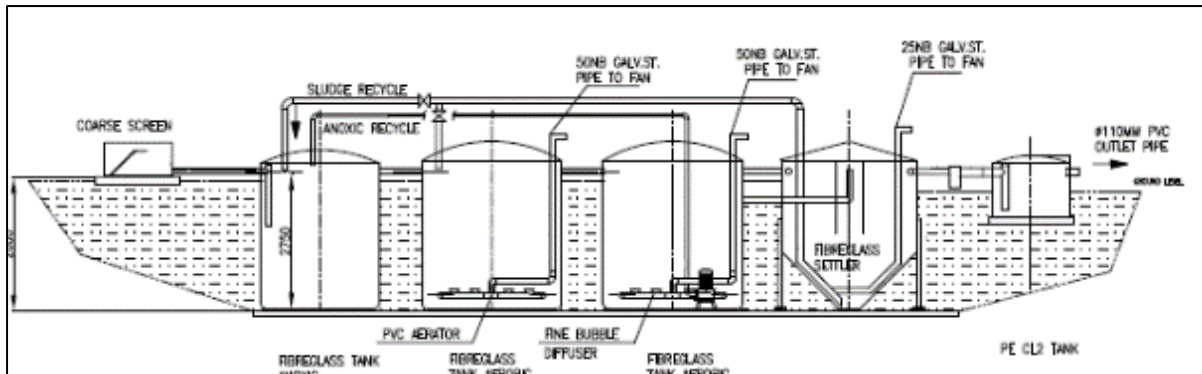 50NB GALV.ST.
PIPE TO FAN
50NB GALV.ST.
PIPE TO FAN
25NB GALV.ST.
PIPE TO FAN
SLUDGE RECYCLE
COARSE SCREEN
ANOXIC RECYCLE
Ø110MM PVC
OUTLET PIPE
GROUND LEVEL
2750
FIBREGLASS
SETTLER
PVC AERATOR
FINE BUBBLE
DIFFUSER
PE CL2 TANK
FIBREGLASS TANK
FIBREGLASS
TANK AEROBIC
FIBREGLASS
TANK AEROBIC